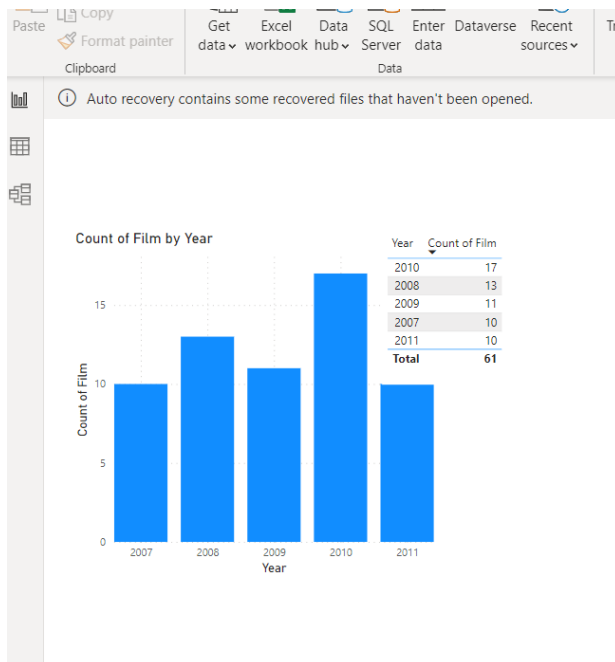 Paste
Copy
Format painter
Clipboard
Get data
Excel workbook
Data hub
SQL Server
Enter data
Dataverse
Recent sources
Data
Auto recovery contains some recovered files that haven't been opened.
Count of Film by Year
Year Count of Film
2010 17
2008 13
2009 11
2007 10
2011 10
Total 61
Count of Film
15
10
5
0
2007 2008 2009 2010 2011
Year